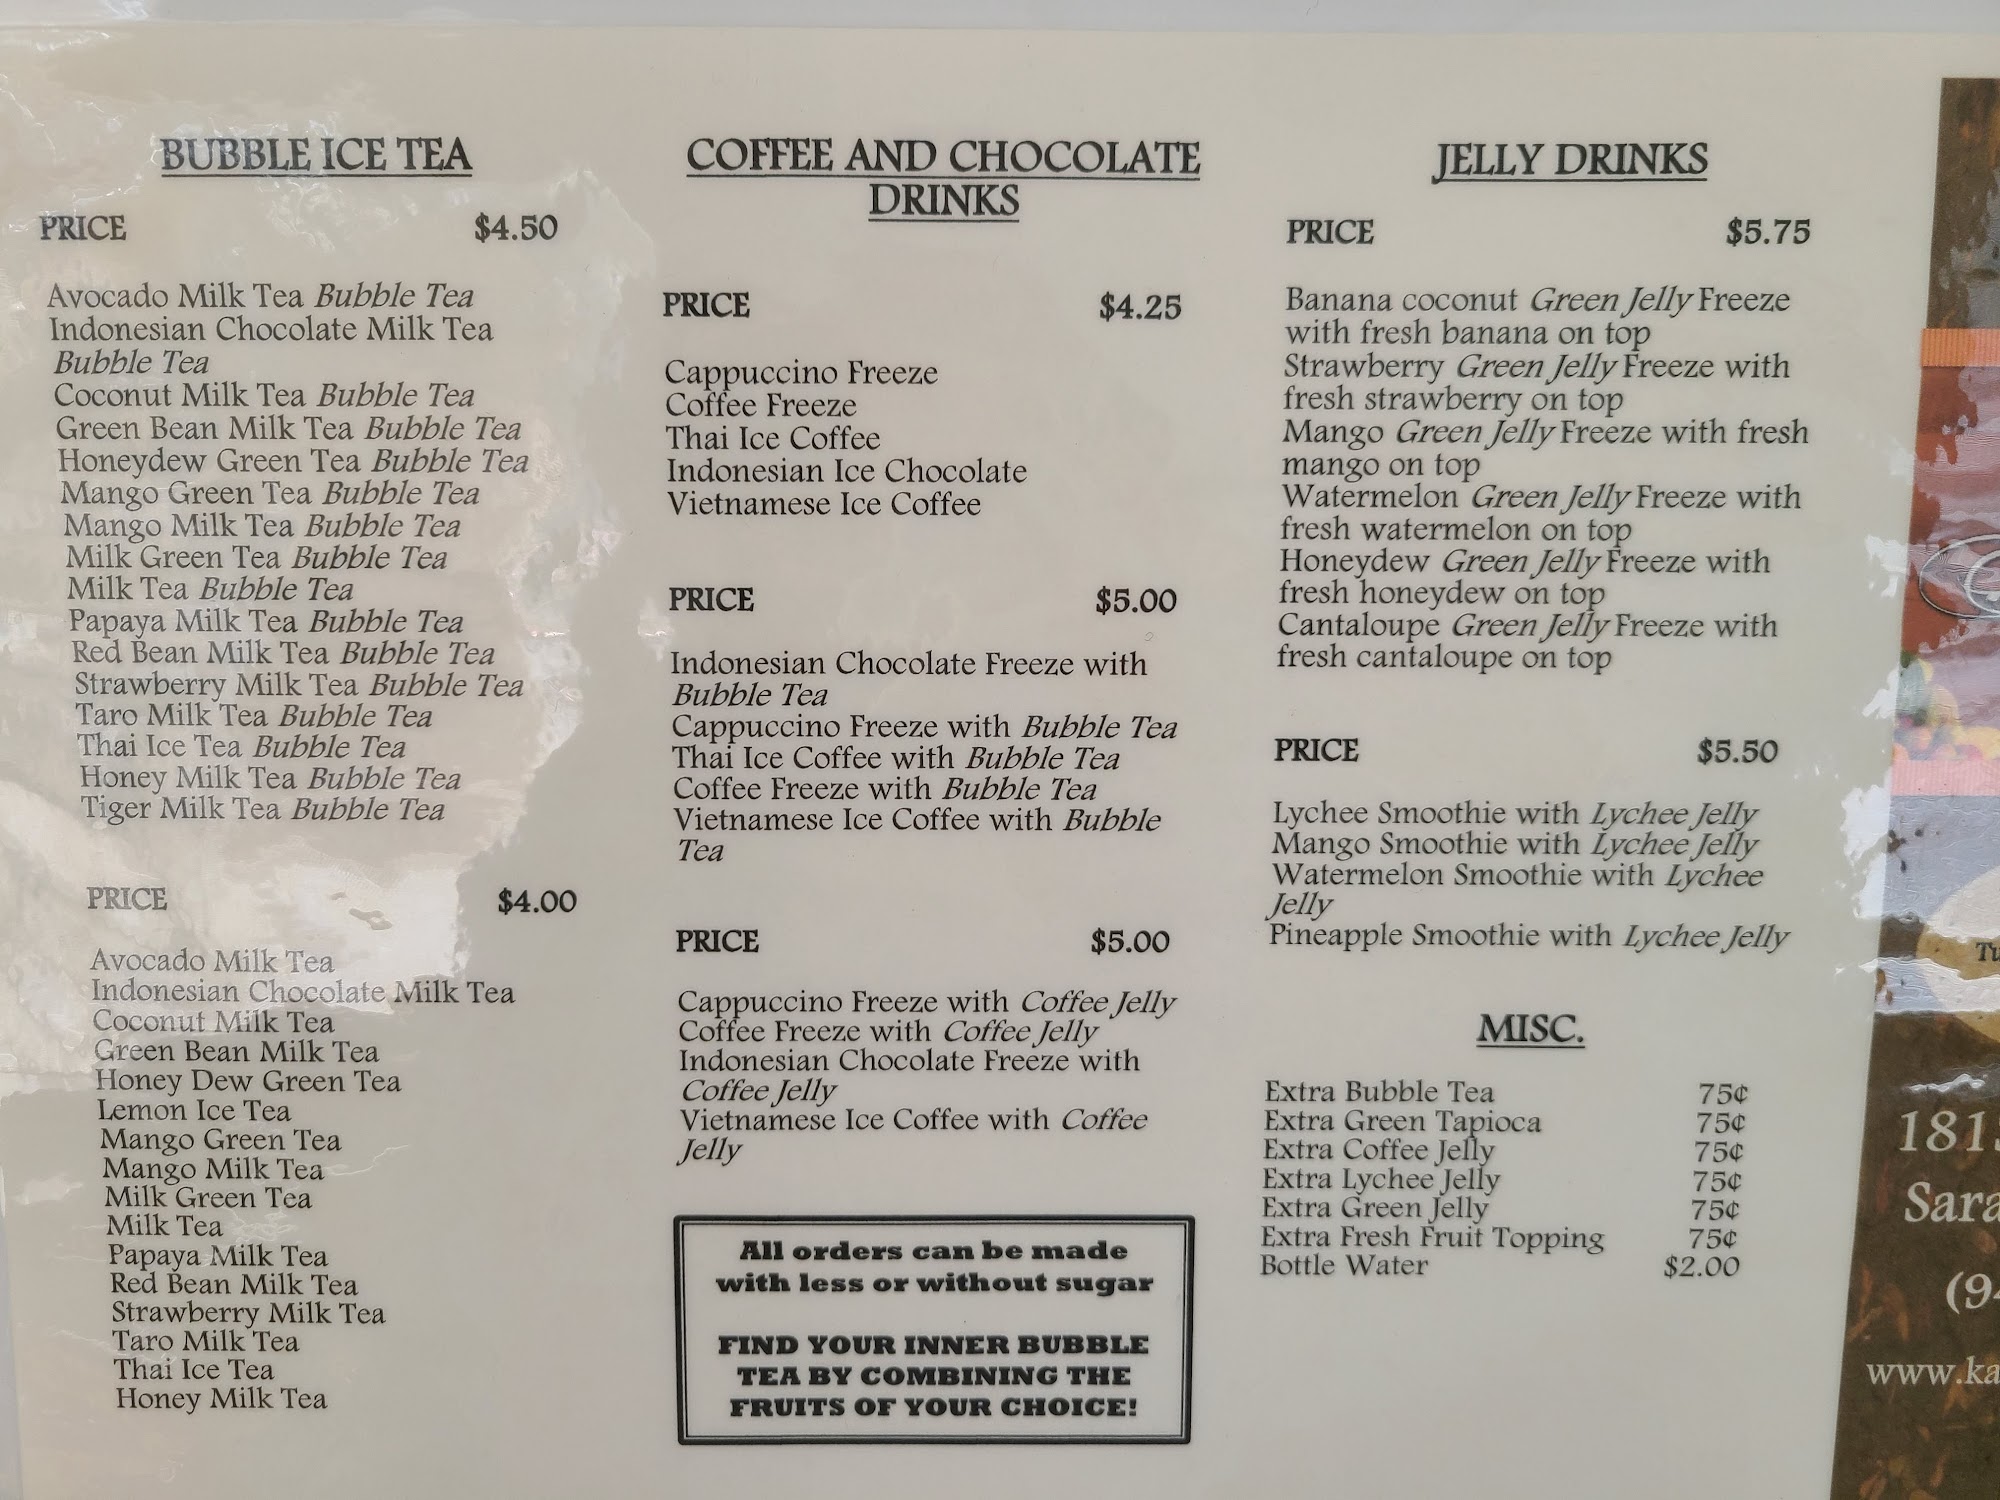 BUBBLE ICE TEA
PRICE $4.50
Avocado Milk Tea Bubble Tea
Indonesian Chocolate Milk Tea
Bubble Tea
Coconut Milk Tea Bubble Tea
Green Bean Milk Tea Bubble Tea
Honeydew Green Tea Bubble Tea
Mango Green Tea Bubble Tea
Mango Milk Tea Bubble Tea
Milk Green Tea Bubble Tea
Milk Tea Bubble Tea
Papaya Milk Tea Bubble Tea
Red Bean Milk Tea Bubble Tea
Strawberry Milk Tea Bubble Tea
Taro Milk Tea Bubble Tea
Thai Ice Tea Bubble Tea
Honey Milk Tea Bubble Tea
Tiger Milk Tea Bubble Tea
PRICE $4.00
Avocado Milk Tea
Indonesian Chocolate Milk Tea
Coconut Milk Tea
Green Bean Milk Tea
Honey Dew Green Tea
Lemon Ice Tea
Mango Green Tea
Mango Milk Tea
Milk Green Tea
Milk Tea
Papaya Milk Tea
Red Bean Milk Tea
Strawberry Milk Tea
Taro Milk Tea
Thai Ice Tea
Honey Milk Tea
COFFEE AND CHOCOLATE
DRINKS
PRICE $4.25
Cappuccino Freeze
Coffee Freeze
Thai Ice Coffee
Indonesian Ice Chocolate
Vietnamese Ice Coffee
PRICE $5.00
Indonesian Chocolate Freeze with
Bubble Tea
Cappuccino Freeze with Bubble Tea
Thai Ice Coffee with Bubble Tea
Coffee Freeze with Bubble Tea
Vietnamese Ice Coffee with Bubble
Tea
PRICE $5.00
Cappuccino Freeze with Coffee Jelly
Coffee Freeze with Coffee Jelly
Indonesian Chocolate Freeze with
Coffee Jelly
Vietnamese Ice Coffee with Coffee
Jelly
All orders can be made
with less or without sugar
FIND YOUR INNER BUBBLE
TEA BY COMBINING THE
FRUITS OF YOUR CHOICE!
JELLY DRINKS
PRICE $5.75
Banana coconut Green Jelly Freeze
with fresh banana on top
Strawberry Green Jelly Freeze with
fresh strawberry on top
Mango Green Jelly Freeze with fresh
mango on top
Watermelon Green Jelly Freeze with
fresh watermelon on top
Honeydew Green Jelly Freeze with
fresh honeydew on top
Cantaloupe Green Jelly Freeze with
fresh cantaloupe on top
PRICE $5.50
Lychee Smoothie with Lychee Jelly
Mango Smoothie with Lychee Jelly
Watermelon Smoothie with Lychee
Jelly
Pineapple Smoothie with Lychee Jelly
MISC.
Extra Bubble Tea 75¢
Extra Green Tapioca 75¢
Extra Coffee Jelly 75¢
Extra Lychee Jelly 75¢
Extra Green Jelly 75¢
Extra Fresh Fruit Topping 75¢
Bottle Water $2.00
Tu
181
Sara
(94
www.ka